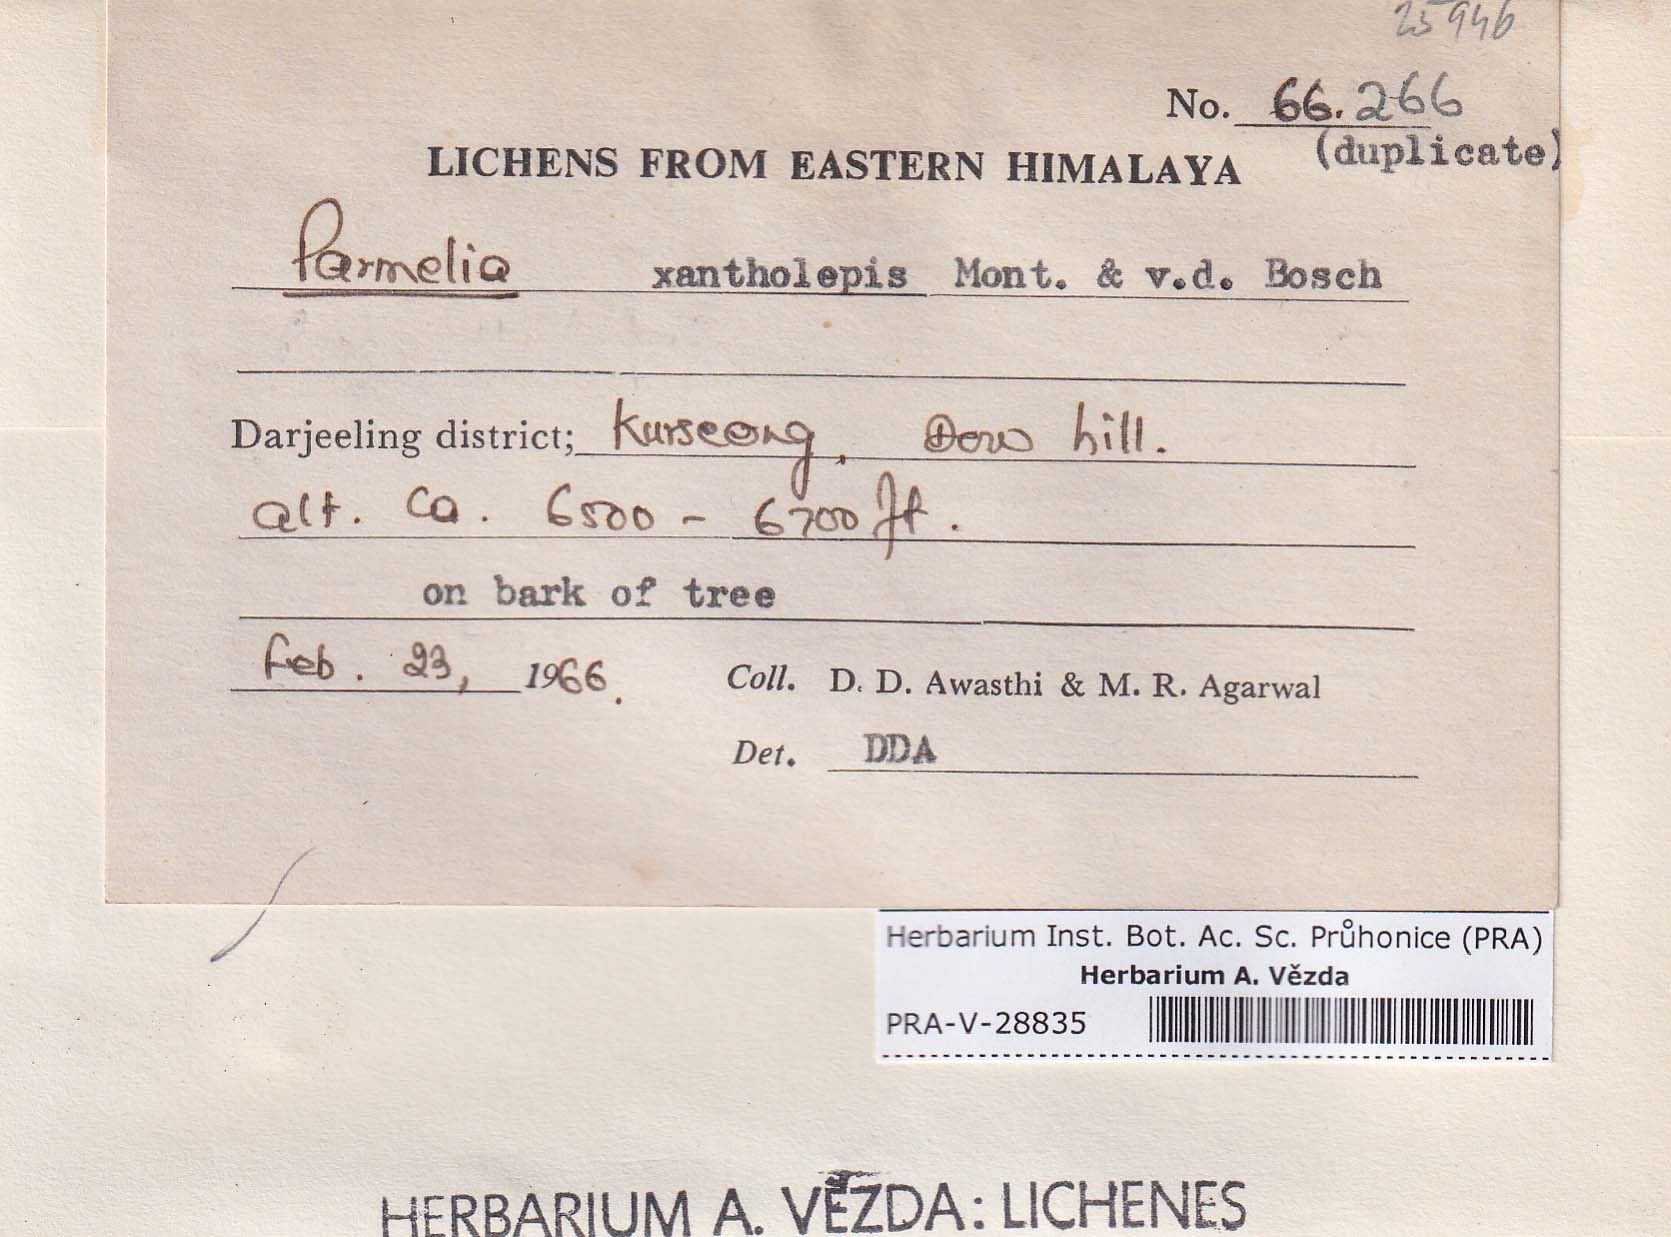 25946
No. 66.266
(duplicate)
LICHENS FROM EASTERN HIMALAYA
Parmelia xantholepis Mont. & v.d. Bosch
Darjeeling district; Kurseong, Dow hill.
alt. ca. 6500 - 6700 ft.
on bark of tree
Feb. 23, 1966. Coll. D. D. Awasthi & M. R. Agarwal
Det. DDA
Herbarium Inst. Bot. Ac. Sc. Průhonice (PRA)
Herbarium A. Vězda
PRA-V-28835
HERBARIUM A. VĚZDA: LICHENES